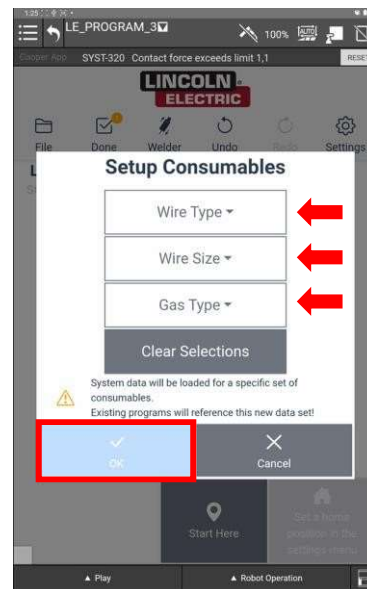 1:25
LE_PROGRAM_3
100%
AUTO
Cooper App SYST-320 Contact force exceeds limit 1,1 RESET
LINCOLN
ELECTRIC
File Done Welder Undo Redo Settings
Setup Consumables
Wire Type
Wire Size
Gas Type
Clear Selections
System data will be loaded for a specific set of
consumables.
Existing programs will reference this new data set!
OK
Cancel
Start Here
Set a home
position in the
settings menu
Play
Robot Operation